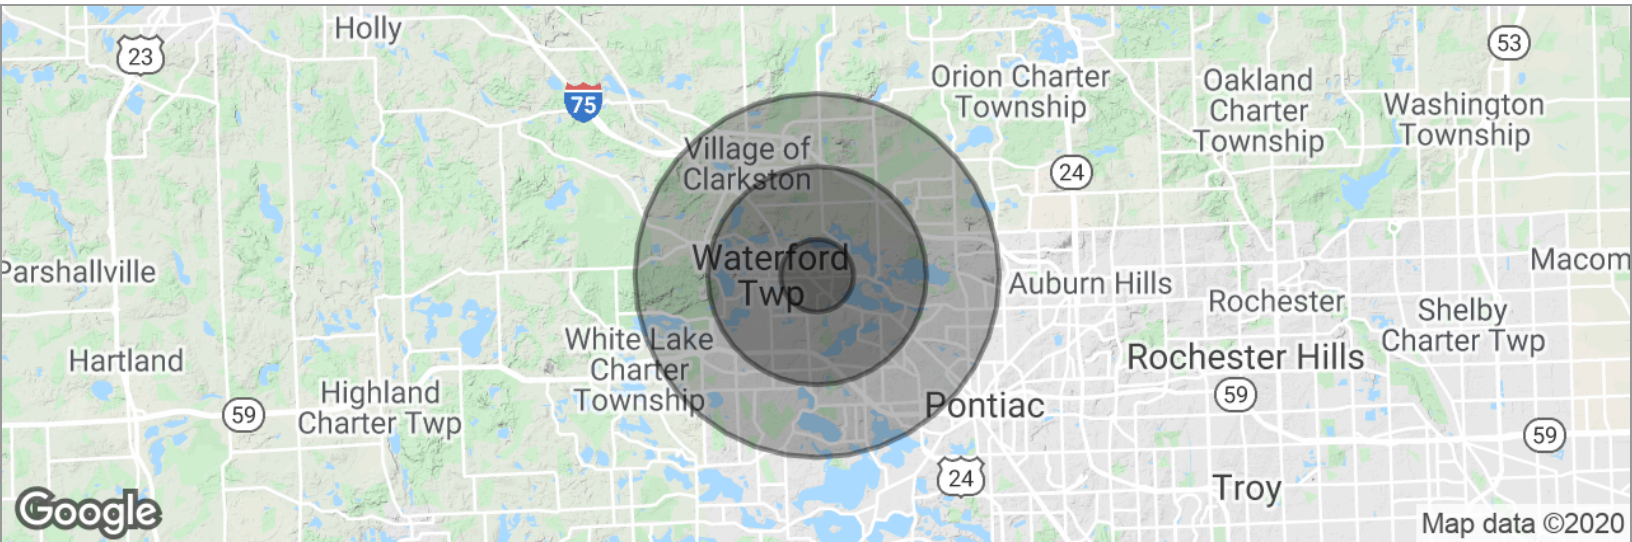 Holly
23
53
75
Orion Charter
Township
Oakland
Charter
Township
Washington
Township
Village of
Clarkston
24
Parshallville
Waterford
Twp
Auburn Hills
Macom
Rochester
Shelby
Charter Twp
White Lake
Charter
Township
Hartland
Rochester Hills
Highland
Charter Twp
59
59
Pontiac
59
24
Troy
Google
Map data ©2020